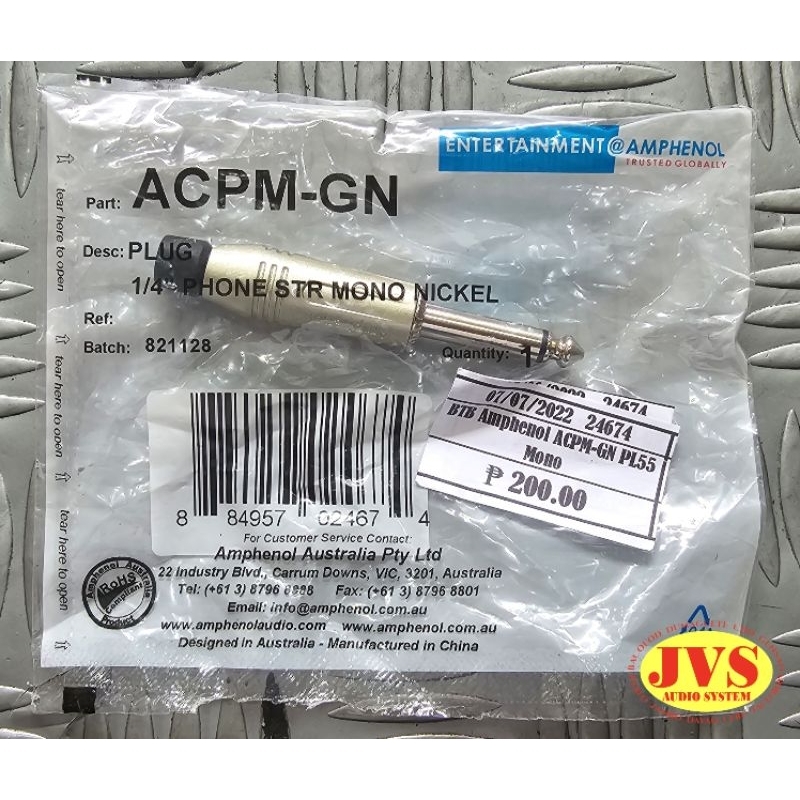 ENTERTAINMENT @AMPHENOL
TRUSTED GLOBALLY
Part: ACPM-GN
Desc: PLUG
1/4" PHONE STR MONO NICKEL
Ref:
Batch: 821128
Quantity: 1
tear here to open
tear here to open
tear here to open
24674
07/07/2022 24674
BTB Amphenol ACPM-GN PL55
Mono
₱ 200.00
8 84957 02467 4
For Customer Service Contact:
Amphenol Australia Pty Ltd
22 Industry Blvd., Carrum Downs, VIC, 3201, Australia
Tel: (+61 3) 8796 8888 Fax: (+61 3) 8796 8801
Email: info@amphenol.com.au
www.amphenolaudio.com www.amphenol.com.au
Designed in Australia - Manufactured in China
Amphenol Australia
RoHS
Compliant
Product
JVS
AUDIO SYSTEM